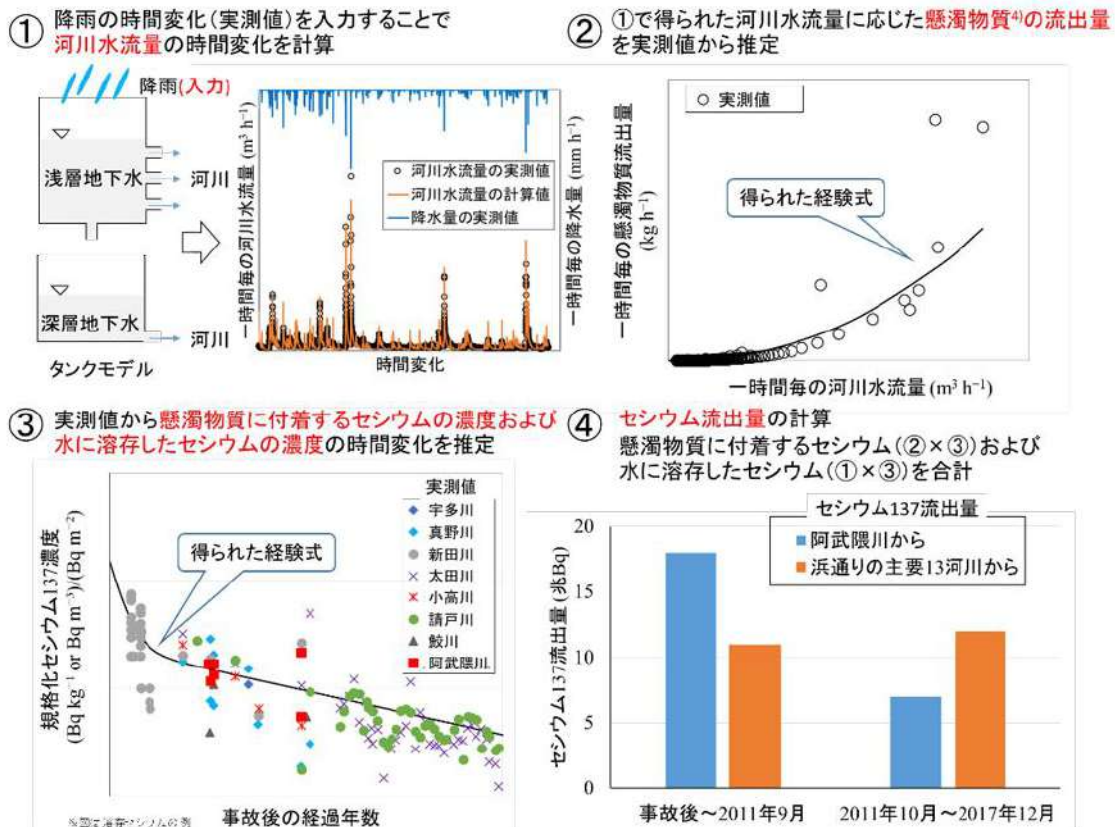 ① 降雨の時間変化(実測値)を入力することで
河川水流量の時間変化を計算
降雨(入力)
浅層地下水
河川
深層地下水
河川
タンクモデル
一時間毎の河川水流量 (m³ h⁻¹)
河川水流量の実測値
河川水流量の計算値
降水量の実測値
一時間毎の降水量 (mm h⁻¹)
時間変化
② ①で得られた河川水流量に応じた懸濁物質⁴⁾の流出量
を実測値から推定
一時間毎の懸濁物質流出量
(kg h⁻¹)
実測値
得られた経験式
一時間毎の河川水流量 (m³ h⁻¹)
③ 実測値から懸濁物質に付着するセシウムの濃度および
水に溶存したセシウムの濃度の時間変化を推定
規格化セシウム137濃度
(Bq kg⁻¹ or Bq m⁻³)/(Bq m⁻²)
得られた経験式
実測値
宇多川
真野川
新田川
太田川
小高川
請戸川
鮫川
阿武隈川
事故後の経過年数
④ セシウム流出量の計算
懸濁物質に付着するセシウム(②×③)および
水に溶存したセシウム(①×③)を合計
セシウム137流出量
阿武隈川から
浜通りの主要13河川から
セシウム137流出量 (兆Bq)
20
15
10
5
0
事故後～2011年9月
2011年10月～2017年12月